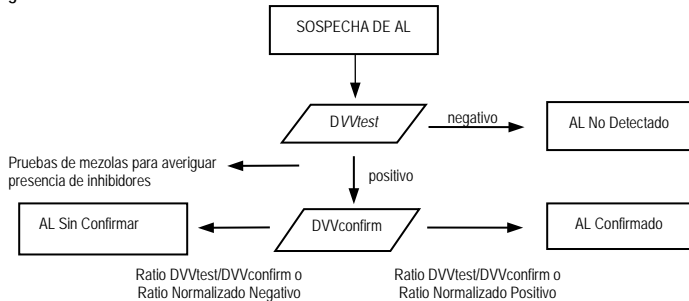 SOSPECHA DE AL
DVVtest
negativo
AL No Detectado
Pruebas de mezolas para averiguar
presencia de inhibidores
positivo
AL Sin Confirmar
DVVconfirm
AL Confirmado
Ratio DVVtest/DVVconfirm o
Ratio Normalizado Negativo
Ratio DVVtest/DVVconfirm o
Ratio Normalizado Positivo